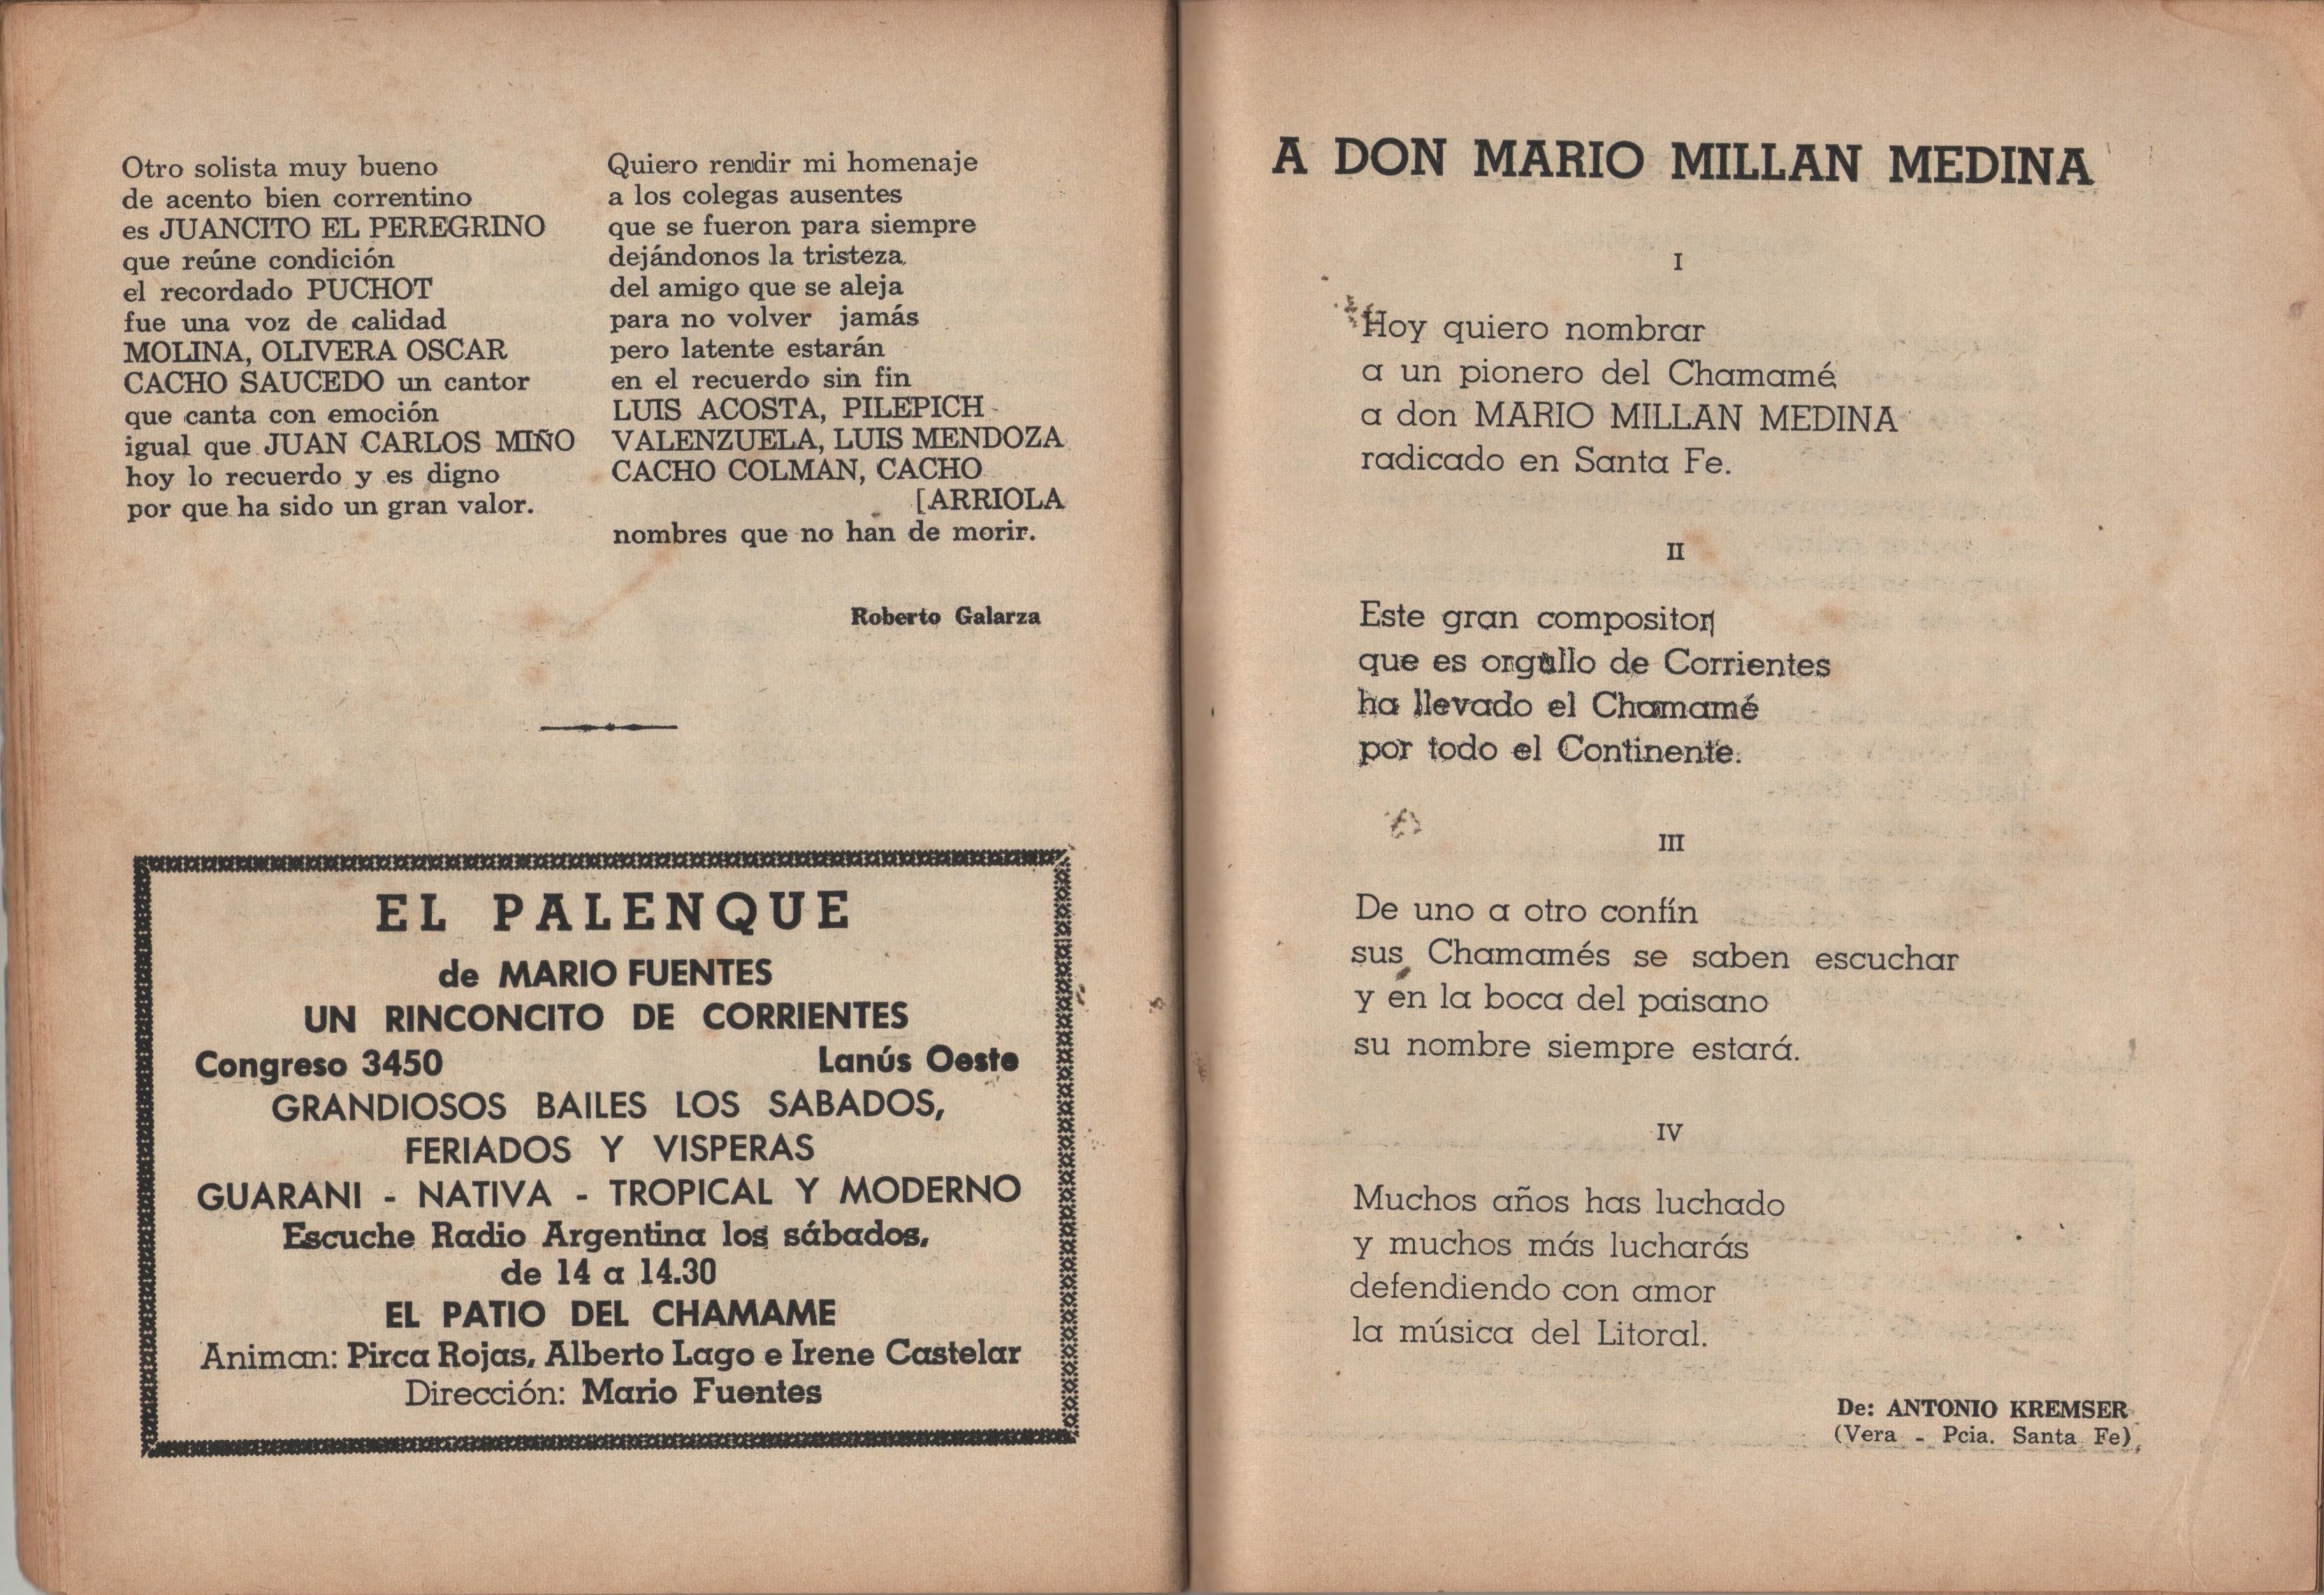 Otro solista muy bueno
de acento bien correntino
es JUANCITO EL PEREGRINO
que reúne condición
el recordado PUCHOT
fue una voz de calidad
MOLINA, OLIVERA OSCAR
CACHO SAUCEDO un cantor
que canta con emoción
igual que JUAN CARLOS MIÑO
hoy lo recuerdo y es digno
por que ha sido un gran valor.
Quiero rendir mi homenaje
a los colegas ausentes
que se fueron para siempre
dejándonos la tristeza
del amigo que se aleja
para no volver jamás
pero latente estarán
en el recuerdo sin fin
LUIS ACOSTA, PILEPICH
VALENZUELA, LUIS MENDOZA
CACHO COLMAN, CACHO
[ARRIOLA
nombres que no han de morir.
Roberto Galarza
EL PALENQUE
de MARIO FUENTES
UN RINCONCITO DE CORRIENTES
Congreso 3450 Lanús Oeste
GRANDIOSOS BAILES LOS SABADOS,
FERIADOS Y VISPERAS
GUARANI - NATIVA - TROPICAL Y MODERNO
Escuche Radio Argentina los sábados,
de 14 a 14.30
EL PATIO DEL CHAMAME
Animan: Pirca Rojas, Alberto Lago e Irene Castelar
Dirección: Mario Fuentes
A DON MARIO MILLAN MEDINA
I
Hoy quiero nombrar
a un pionero del Chamamé
a don MARIO MILLAN MEDINA
radicado en Santa Fe.
II
Este gran compositor
que es orgullo de Corrientes
ha llevado el Chamamé
por todo el Continente.
III
De uno a otro confín
sus Chamamés se saben escuchar
y en la boca del paisano
su nombre siempre estará.
IV
Muchos años has luchado
y muchos más lucharás
defendiendo con amor
la música del Litoral.
De: ANTONIO KREMSER
(Vera - Pcia. Santa Fe)